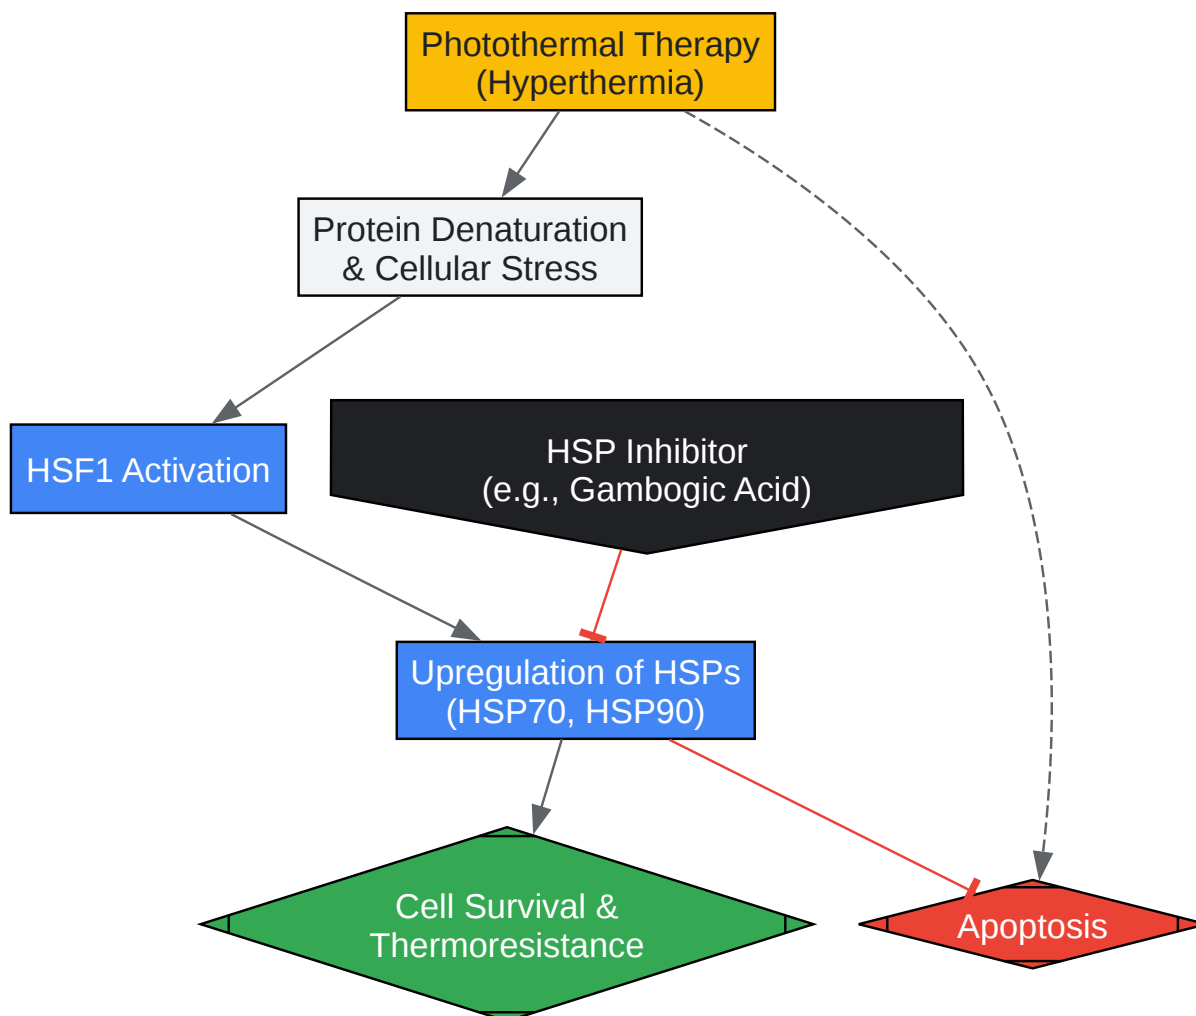 Photothermal Therapy
(Hyperthermia)
Protein Denaturation
& Cellular Stress
HSF1 Activation
HSP Inhibitor
(e.g., Gambogic Acid)
Upregulation of HSPs
(HSP70, HSP90)
Cell Survival &
Thermoresistance
Apoptosis